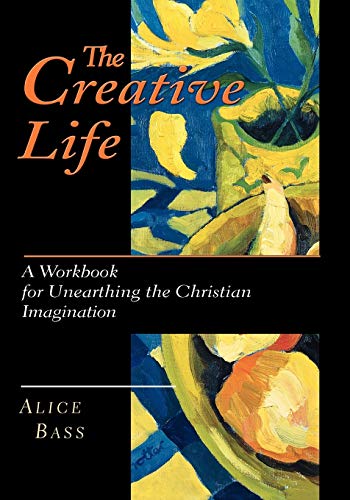 The
Creative
Life
A Workbook
for Unearthing the Christian
Imagination
ALICE
BASS